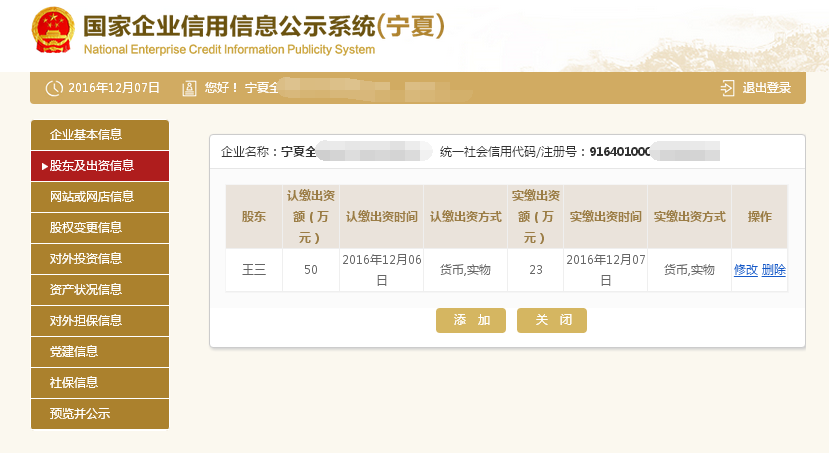 国家企业信用信息公示系统(宁夏)
National Enterprise Credit Information Publicity System
2016年12月07日 您好！ 宁夏全 退出登录
企业基本信息
股东及出资信息
网站或网店信息
股权变更信息
对外投资信息
资产状况信息
对外担保信息
党建信息
社保信息
预览并公示
企业名称：宁夏全 统一社会信用代码/注册号：916401000
股东 认缴出资额（万元） 认缴出资时间 认缴出资方式 实缴出资额（万元） 实缴出资时间 实缴出资方式 操作
王三 50 2016年12月06日 货币,实物 23 2016年12月07日 货币,实物 修改 删除
添 加 关 闭